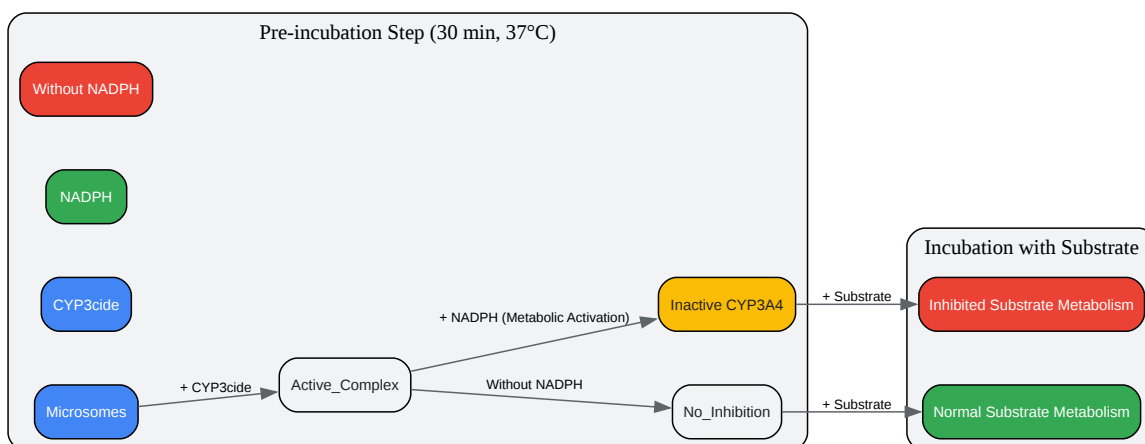 Pre-incubation Step (30 min, 37°C)
Without NADPH
NADPH
CYP3cide
Microsomes
+ CYP3cide
Active_Complex
+ NADPH (Metabolic Activation)
Without NADPH
Inactive CYP3A4
No_Inhibition
+ Substrate
+ Substrate
Incubation with Substrate
Inhibited Substrate Metabolism
Normal Substrate Metabolism